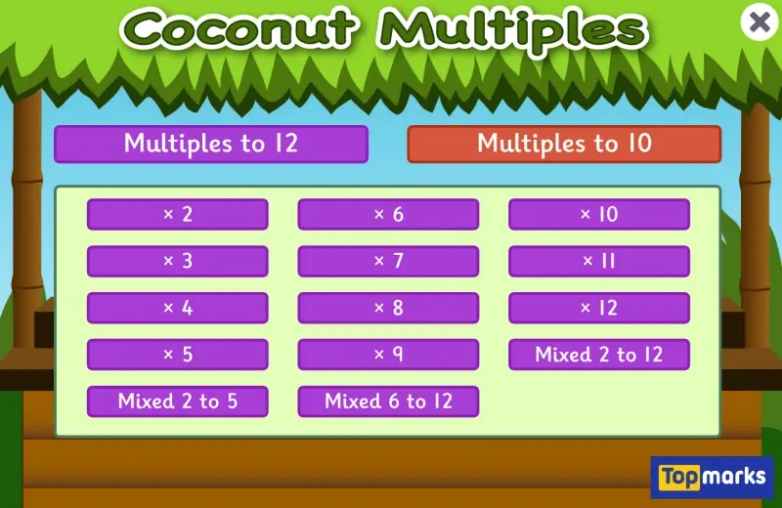 Coconut Multiples
Multiples to 12
Multiples to 10
× 2
× 6
× 10
× 3
× 7
× 11
× 4
× 8
× 12
× 5
× 9
Mixed 2 to 12
Mixed 2 to 5
Mixed 6 to 12
Topmarks